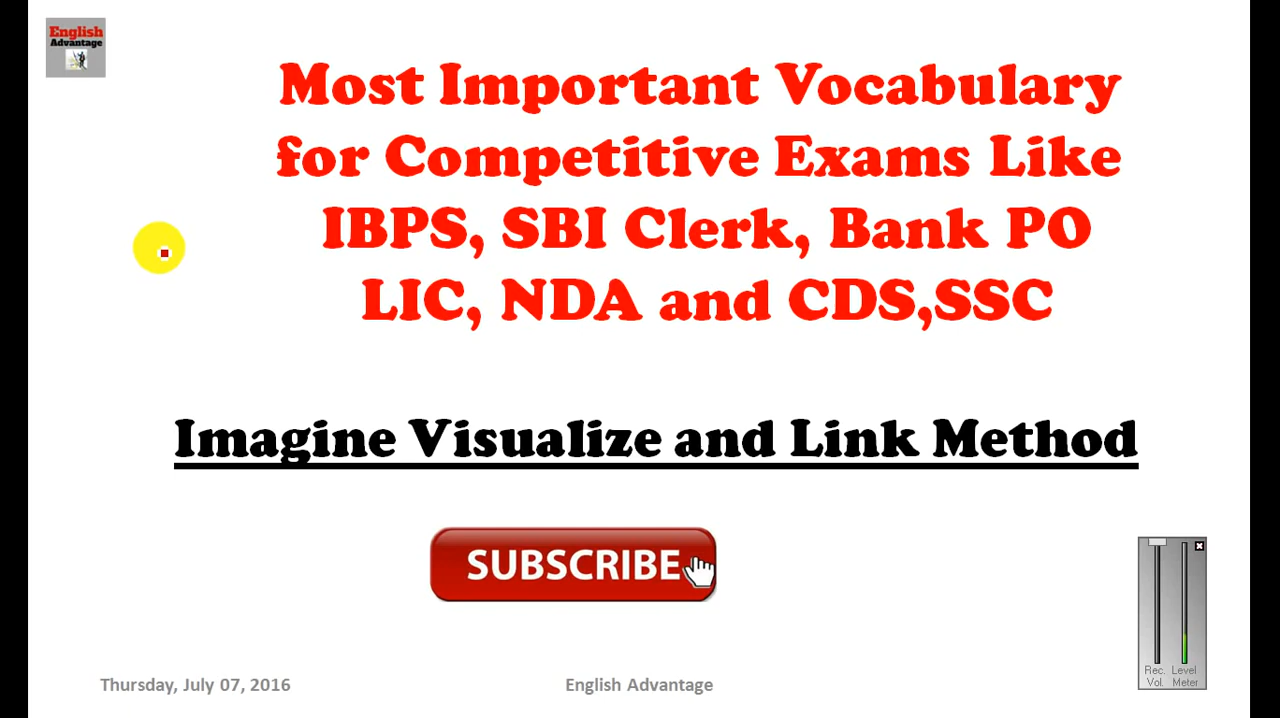 English
Advantage
Most Important Vocabulary
for Competitive Exams Like
IBPS, SBI Clerk, Bank PO
LIC, NDA and CDS,SSC
Imagine Visualize and Link Method
SUBSCRIBE
Rec. Level
Vol. Meter
Thursday, July 07, 2016
English Advantage